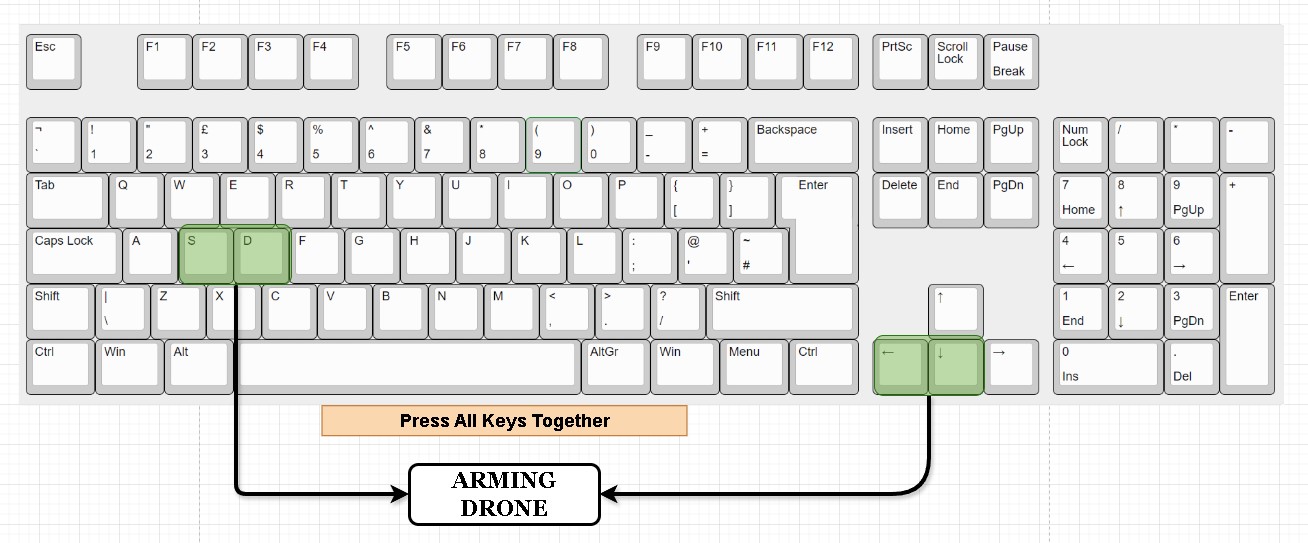 Esc F1 F2 F3 F4 F5 F6 F7 F8 F9 F10 F11 F12 PrtSc Scroll Pause
Lock Break
¬ ! " £ $ % ^ & * ( ) _ + Backspace Insert Home PgUp Num / * -
` 1 2 3 4 5 6 7 8 9 0 - = Lock
Tab Q W E R T Y U I O P { } Enter Delete End PgDn 7 8 9 +
[ ] Home ↑ PgUp
Caps Lock A S D F G H J K L : @ ~ 4 5 6
; ' # ← →
Shift | Z X C V B N M < > ? Shift ↑ 1 2 3 Enter
\ , . / End ↓ PgDn
Ctrl Win Alt AltGr Win Menu Ctrl ← ↓ → 0 .
Ins Del
Press All Keys Together
ARMING
DRONE